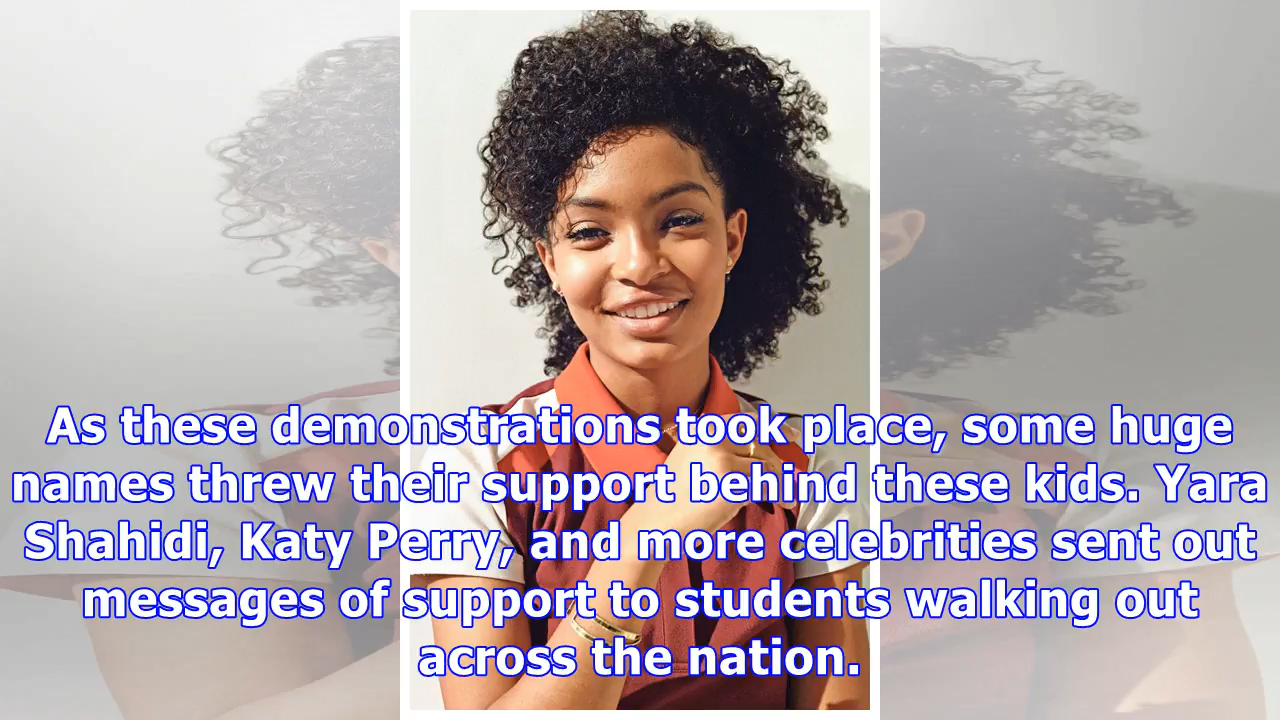 As these demonstrations took place, some huge
names threw their support behind these kids. Yara
Shahidi, Katy Perry, and more celebrities sent out
messages of support to students walking out
across the nation.